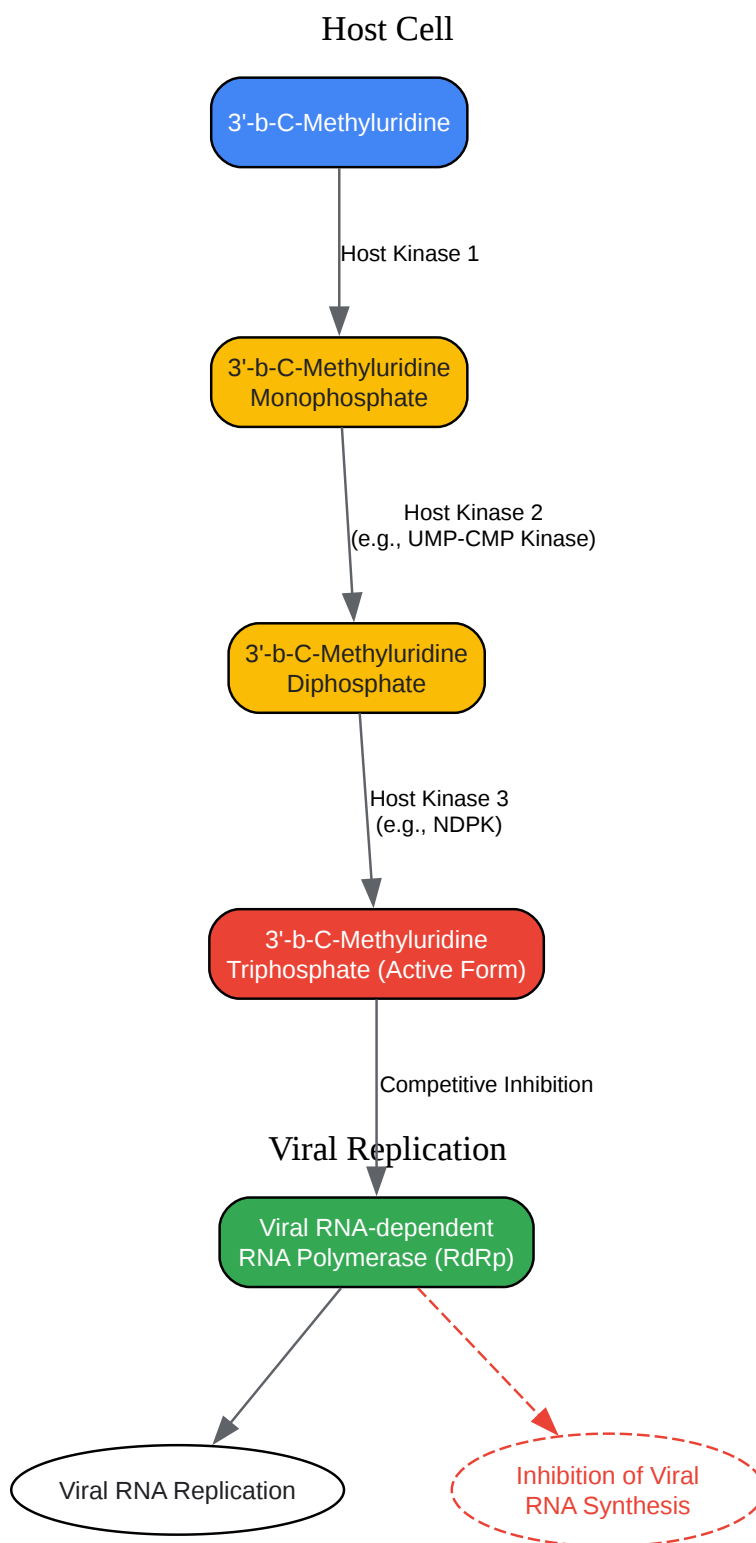 Host Cell
3'-b-C-Methyluridine
Host Kinase 1
3'-b-C-Methyluridine
Monophosphate
Host Kinase 2
(e.g., UMP-CMP Kinase)
3'-b-C-Methyluridine
Diphosphate
Host Kinase 3
(e.g., NDPK)
3'-b-C-Methyluridine
Triphosphate (Active Form)
Competitive Inhibition
Viral Replication
Viral RNA-dependent
RNA Polymerase (RdRp)
Viral RNA Replication
Inhibition of Viral
RNA Synthesis